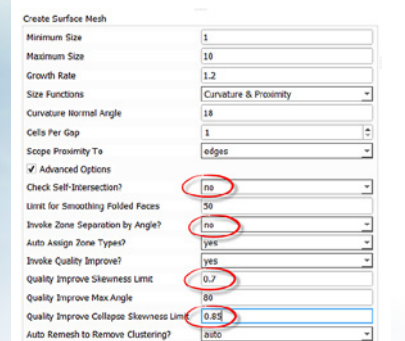 Create Surface Mesh
Minimum Size 1
Maximum Size 10
Growth Rate 1.2
Size Functions Curvature & Proximity
Curvature Normal Angle 18
Cells Per Gap 1
Scope Proximity To edges
Advanced Options
Check Self-Intersection? no
Limit for Smoothing Folded Faces 50
Invoke Zone Separation by Angle? no
Auto Assign Zone Types? yes
Invoke Quality Improve? yes
Quality Improve Skewness Limit 0.7
Quality Improve Max Angle 80
Quality Improve Collapse Skewness Limit 0.85
Auto Remesh to Remove Clustering? auto